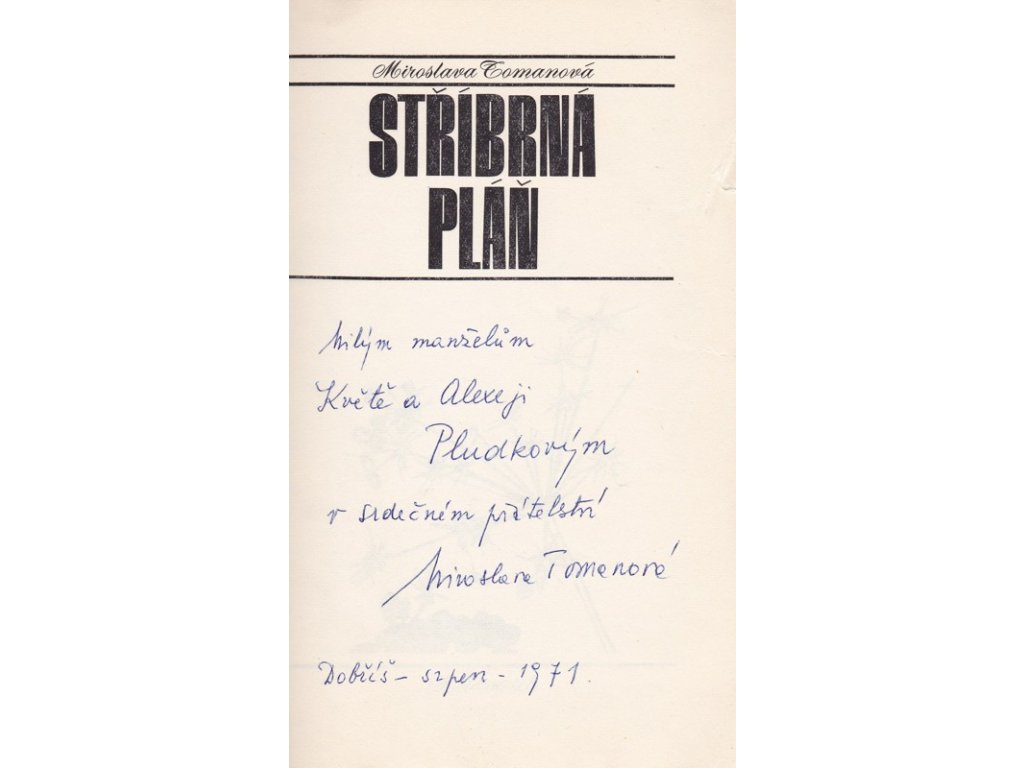 Miroslava Tomanová
STŘÍBRNÁ
PLÁŇ
Milým manželům
Květě a Alexeji
Pludkovým
v srdečném přátelství
Miroslava Tomanová
Dobříš - srpen - 1971.